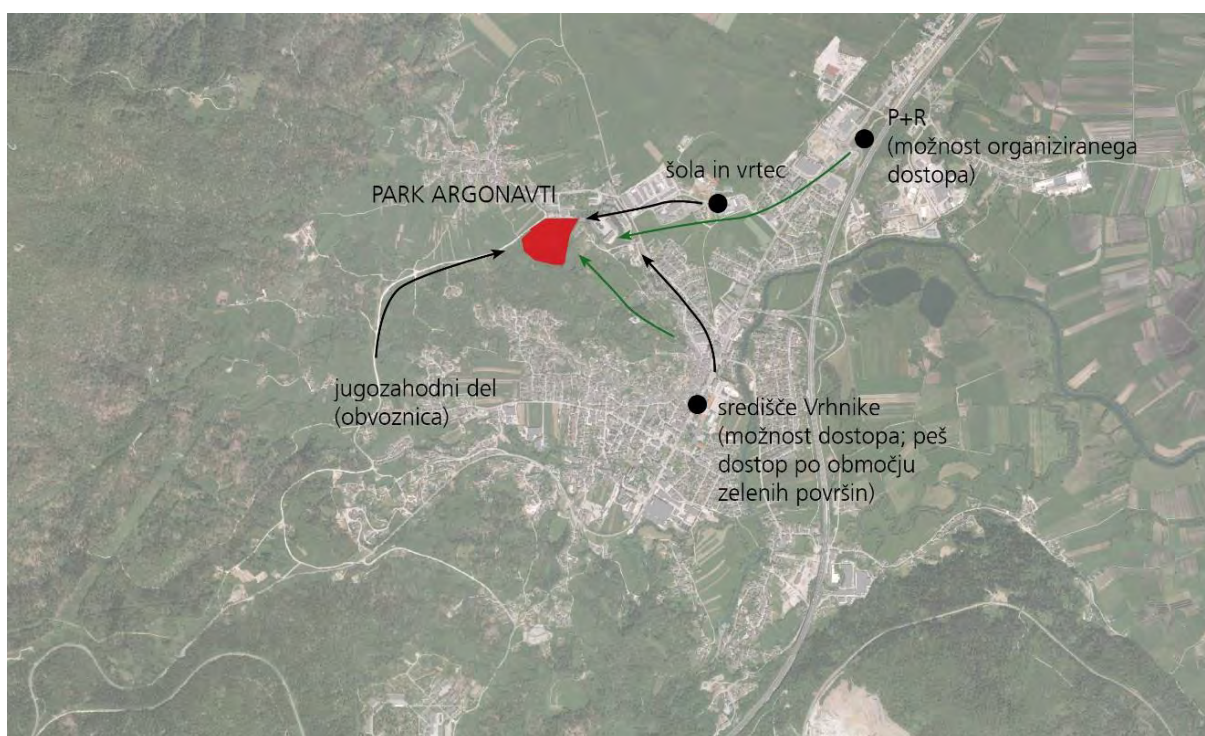 P+R
(možnost organiziranega
dostopa)
šola in vrtec
PARK ARGONAVTI
jugozahodni del
(obvoznica)
središče Vrhnike
(možnost dostopa; peš
dostop po območju
zelenih površin)